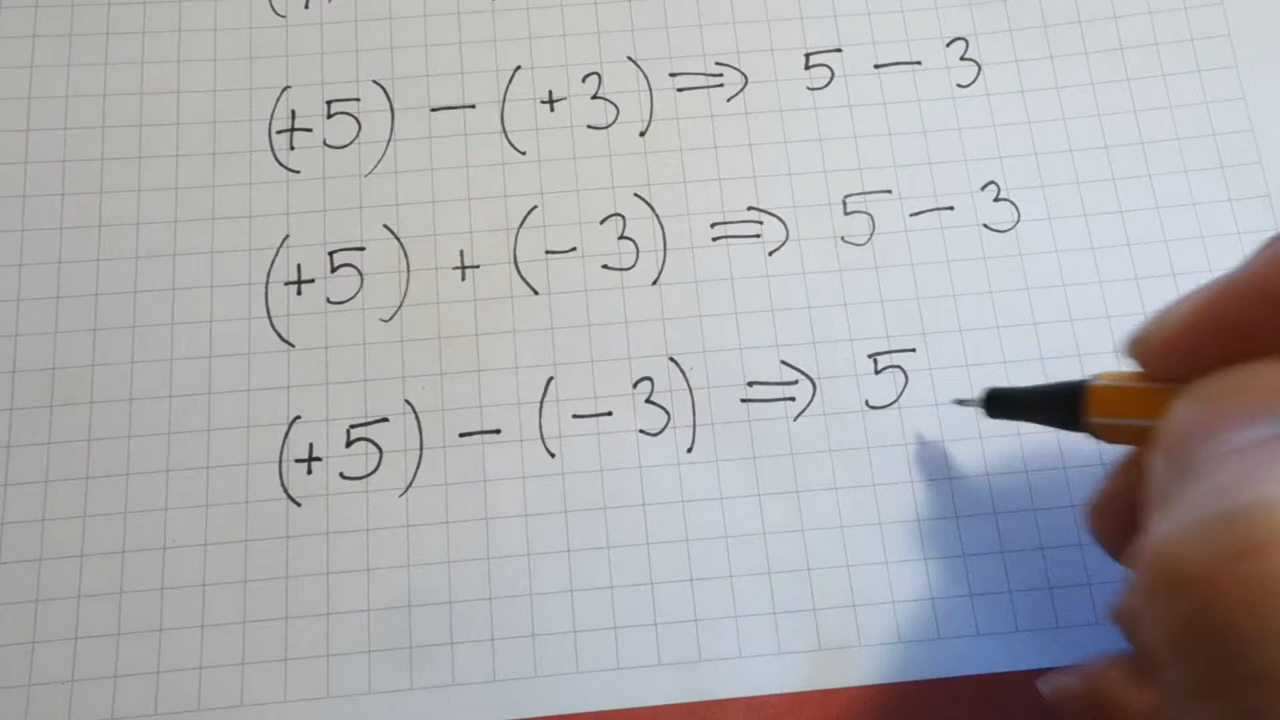 (+5) − (+3) ⇒ 5 − 3
(+5) + (−3) ⇒ 5 − 3
(+5) − (−3) ⇒ 5